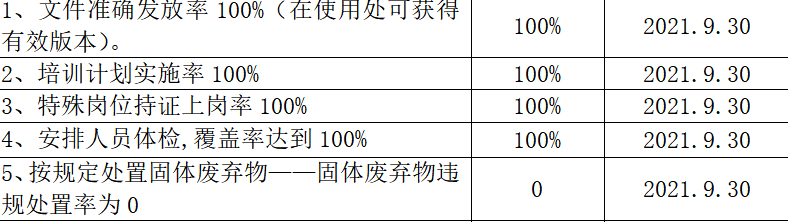 1、文件准确发放率 100%（在使用处可获得
有效版本）。
100%
2021.9.30
2、培训计划实施率 100%
100%
2021.9.30
3、特殊岗位持证上岗率 100%
100%
2021.9.30
4、安排人员体检,覆盖率达到 100%
100%
2021.9.30
5、按规定处置固体废弃物——固体废弃物违
规处置率为 0
0
2021.9.30